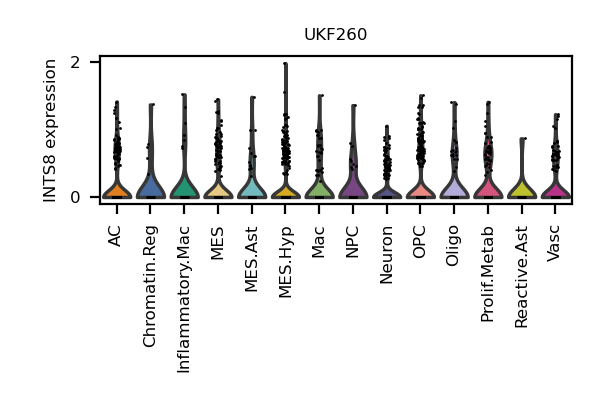 UKF260
INTS8 expression
2
0
AC
Chromatin.Reg
Inflammatory.Mac
MES
MES.Ast
MES.Hyp
Mac
NPC
Neuron
OPC
Oligo
Prolif.Metab
Reactive.Ast
Vasc